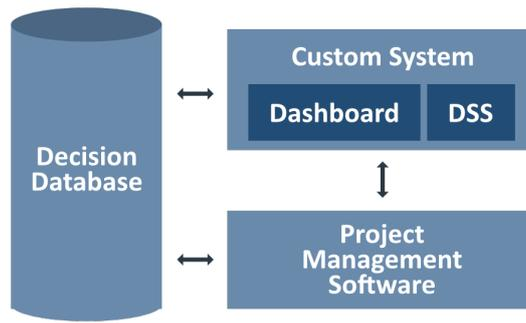 Custom System
Dashboard
DSS
Decision
Database
Project
Management
Software